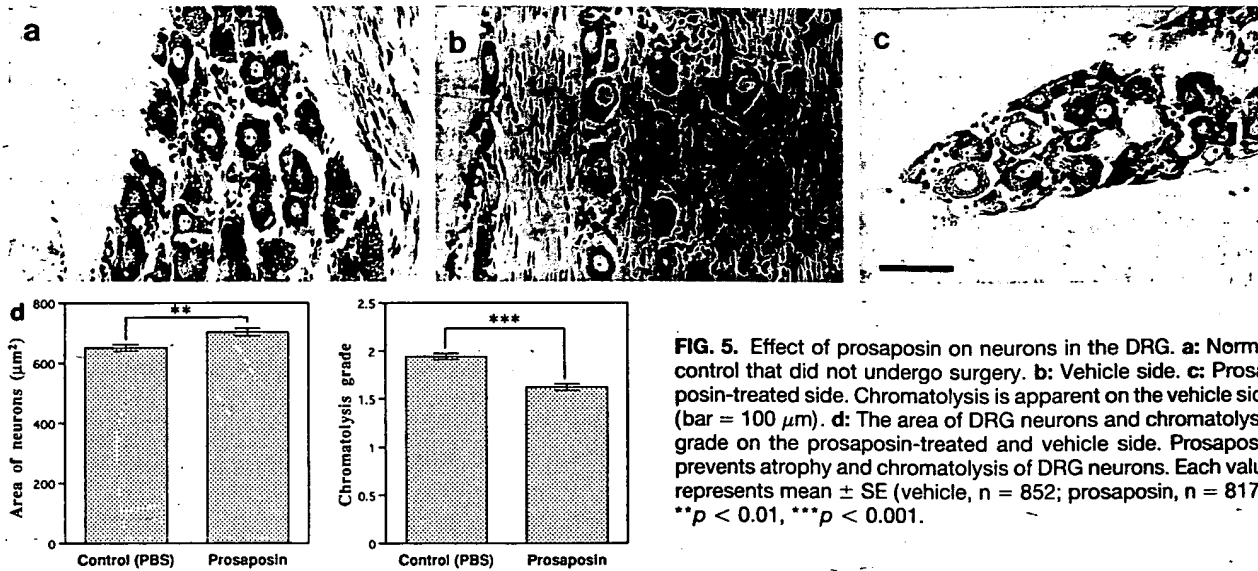 a
b
c
d
800
600
400
200
0
Area of neurons (μm²)
**
Control (PBS) Prosaposin
2.5
2
1.5
1
0.5
0
Chromatolysis grade
***
Control (PBS) Prosaposin
FIG. 5. Effect of prosaposin on neurons in the DRG. a: Norm
control that did not undergo surgery. b: Vehicle side. c: Prosa
posin-treated side. Chromatolysis is apparent on the vehicle sid
(bar = 100 μm). d: The area of DRG neurons and chromatolys
grade on the prosaposin-treated and vehicle side. Prosapos
prevents atrophy and chromatolysis of DRG neurons. Each valu
represents mean ± SE (vehicle, n = 852; prosaposin, n = 817
**p < 0.01, ***p < 0.001.